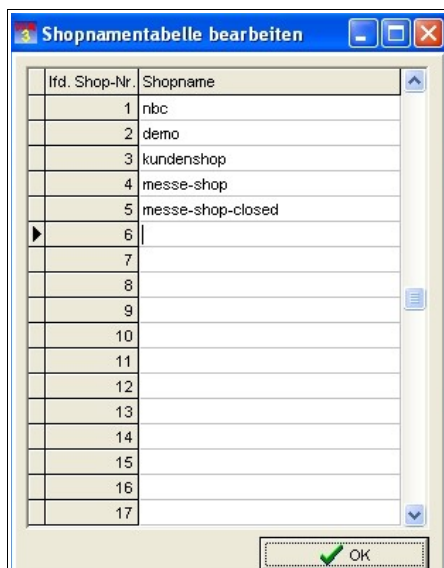 3 Shopnamentabelle bearbeiten
lfd. Shop-Nr. Shopname
1 nbc
2 demo
3 kundenshop
4 messe-shop
5 messe-shop-closed
6
7
8
9
10
11
12
13
14
15
16
17
OK